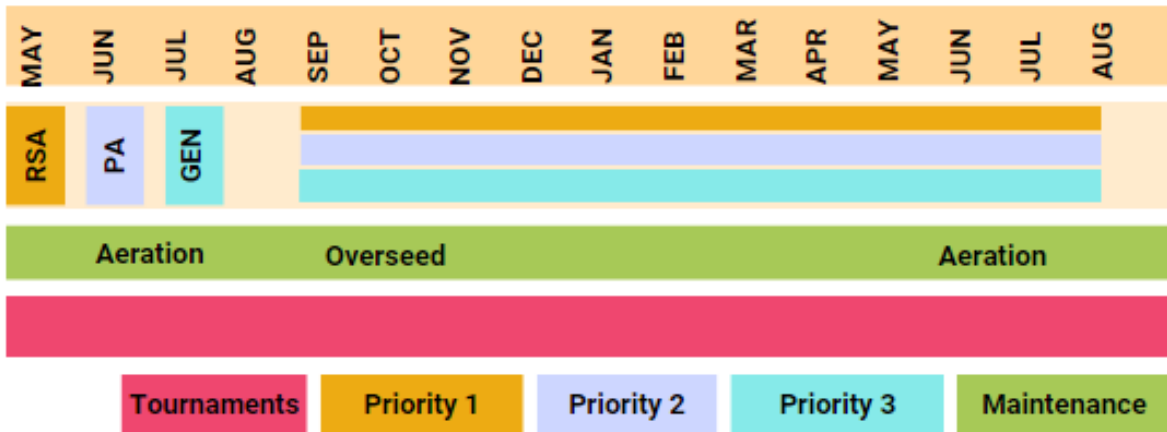 MAY JUN JUL AUG SEP OCT NOV DEC JAN FEB MAR APR MAY JUN JUL AUG
RSA PA GEN
Aeration Overseed Aeration
Tournaments Priority 1 Priority 2 Priority 3 Maintenance